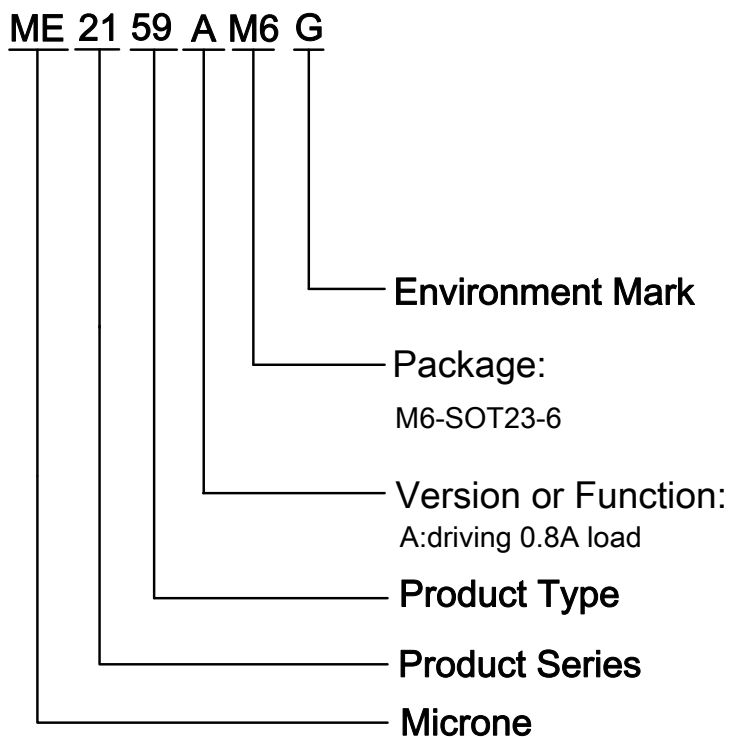 ME 21 59 A M6 G
Environment Mark
Package:
M6-SOT23-6
Version or Function:
A:driving 0.8A load
Product Type
Product Series
Microne